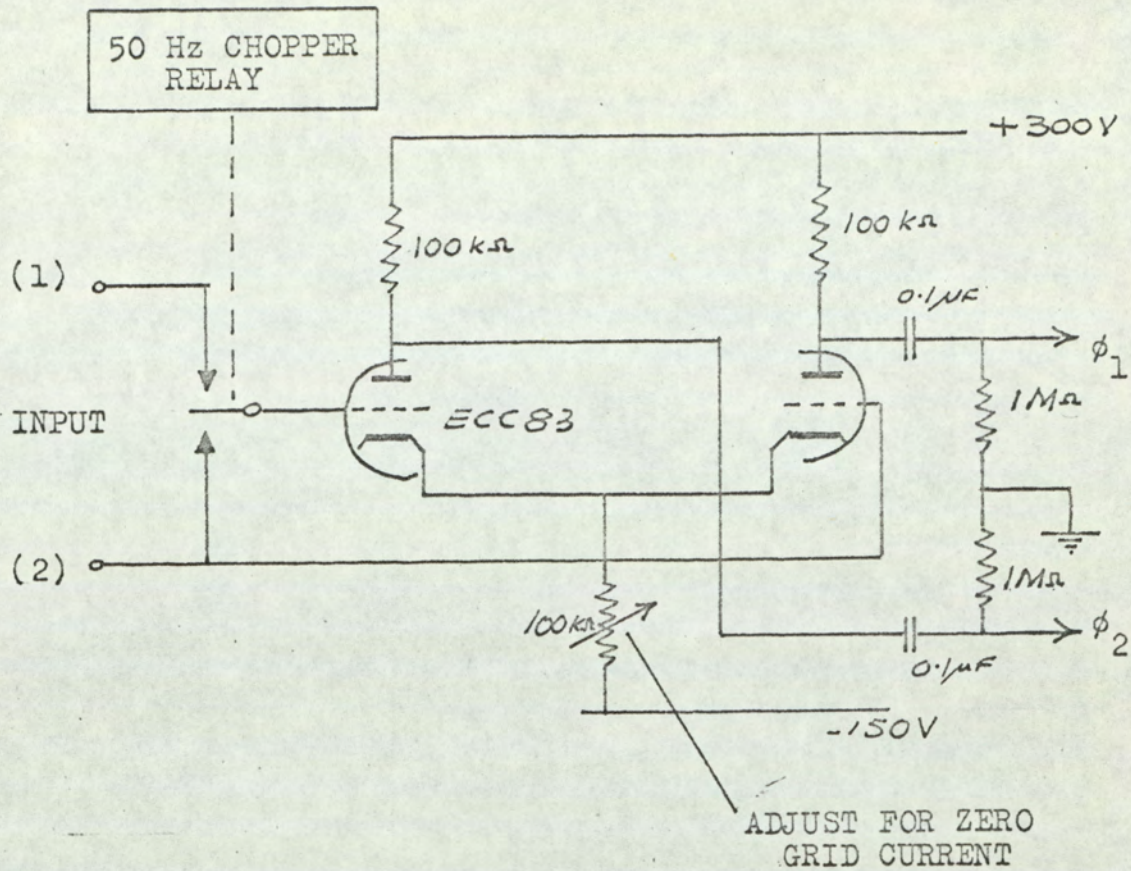 50 Hz CHOPPER
RELAY
+300V
100kΩ
100kΩ
(1)
0.1μF
ϕ1
INPUT
ECC83
1MΩ
(2)
100kΩ
1MΩ
ϕ2
0.1μF
-150V
ADJUST FOR ZERO
GRID CURRENT